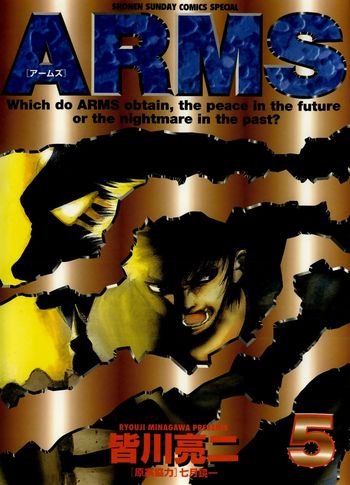 SHONEN SUNDAY COMICS SPECIAL
ARMS
[アームズ]
Which do ARMS obtain, the peace in the future
or the nightmare in the past?
RYOUJI MINAGAWA PRESENTS
皆川亮二
5
[原案協力]七月鏡一